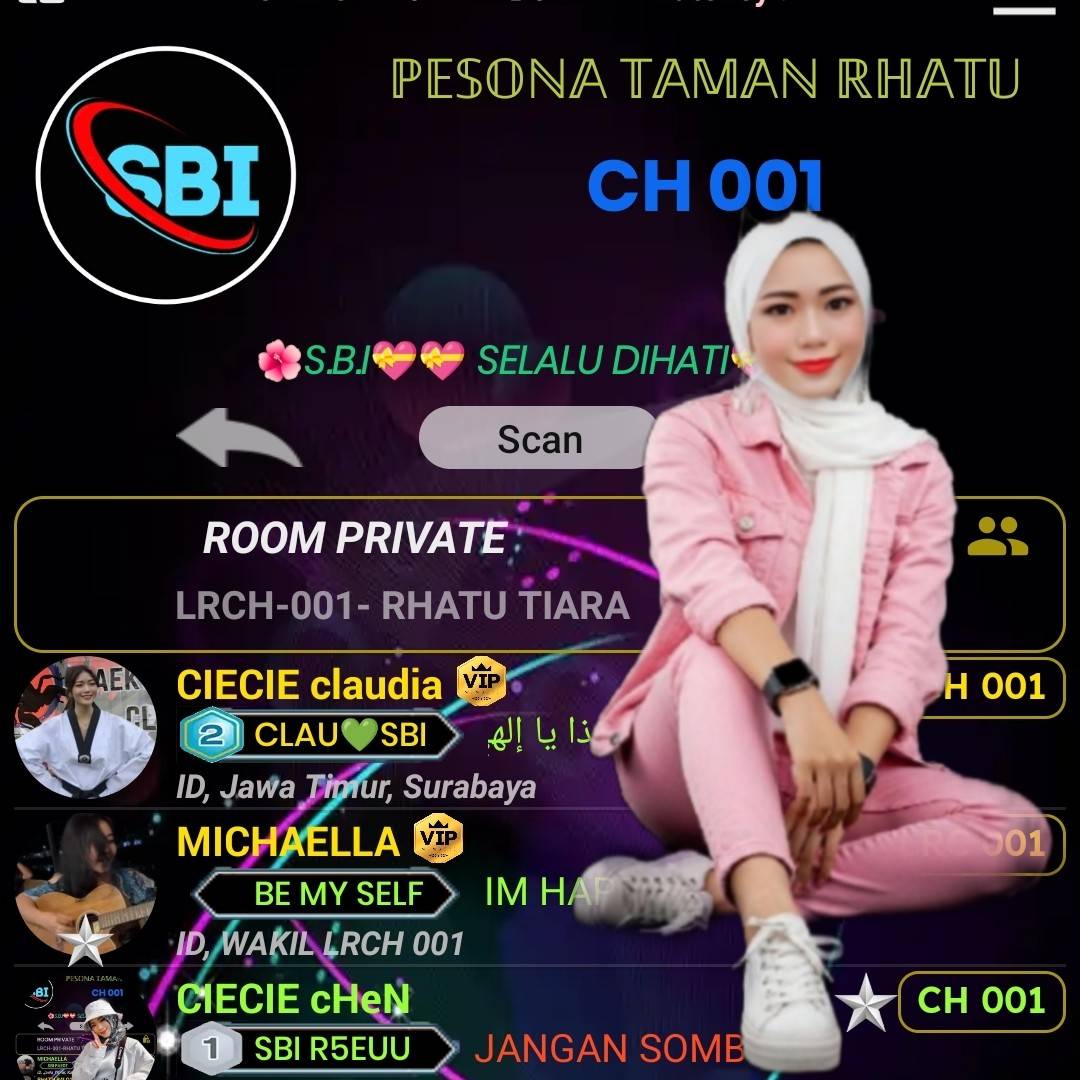 PESONA TAMAN RHATU
SBI
CH 001
S.B.I SELALU DIHATI
Scan
ROOM PRIVATE
LRCH-001- RHATU TIARA
CIECIE claudia VIP
H 001
2 CLAU💚SBI
ذا يا إله
ID, Jawa Timur, Surabaya
MICHAELLA VIP
001
BE MY SELF IM HAP
ID, WAKIL LRCH 001
CIECIE cHeN
CH 001
1 SBI R5EUU
JANGAN SOMB